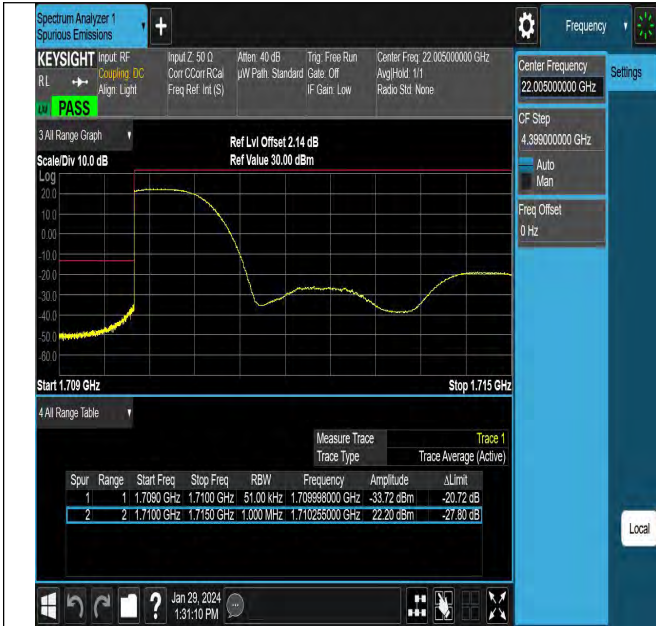 Spectrum Analyzer 1
Spurious Emissions
Frequency
KEYSIGHT
RL
Input: RF
Coupling: DC
Align: Light
Input Z: 50 Ω
Corr CCorr RCal
Freq Ref: Int (S)
Atten: 40 dB
µW Path: Standard
Trig: Free Run
Gate: Off
IF Gain: Low
Center Freq: 22.005000000 GHz
Avg|Hold: 1/1
Radio Std: None
PASS
Center Frequency
22.005000000 GHz
Settings
CF Step
4.399000000 GHz
Auto
Man
Freq Offset
0 Hz
3 All Range Graph
Scale/Div 10.0 dB
Ref Lvl Offset 2.14 dB
Ref Value 30.00 dBm
Log
20.0
10.0
0.00
-10.0
-20.0
-30.0
-40.0
-50.0
-60.0
Start 1.709 GHz
Stop 1.715 GHz
4 All Range Table
Measure Trace Trace 1
Trace Type Trace Average (Active)
Spur Range Start Freq Stop Freq RBW Frequency Amplitude ΔLimit
1 1 1.7090 GHz 1.7100 GHz 51.00 kHz 1.709998000 GHz -33.72 dBm -20.72 dB
2 2 1.7100 GHz 1.7150 GHz 1.000 MHz 1.710255000 GHz 22.20 dBm -27.80 dB
Local
?
Jan 29, 2024
1:31:10 PM